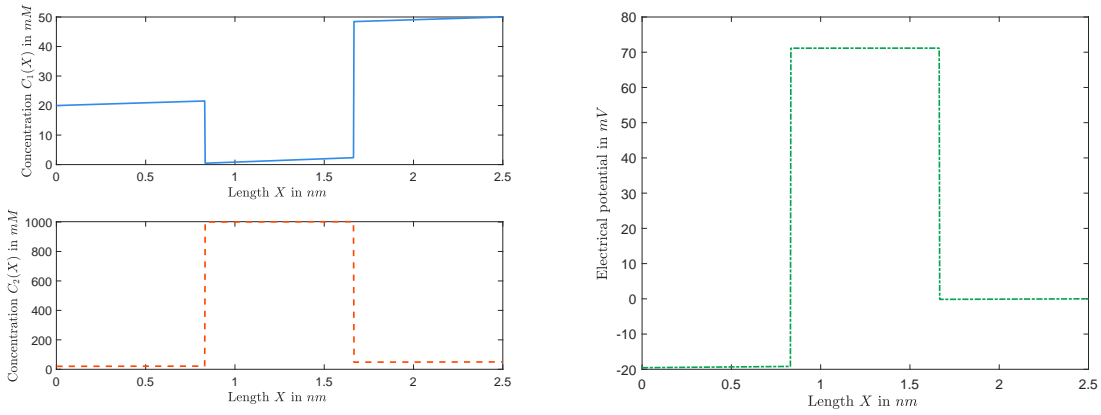 Concentration C₁(X) in mM
50
40
30
20
10
0
0 0.5 1 1.5 2 2.5
Length X in nm
Concentration C₂(X) in mM
1000
800
600
400
200
0
0 0.5 1 1.5 2 2.5
Length X in nm
Electrical potential in mV
80
70
60
50
40
30
20
10
0
-10
-20
0 0.5 1 1.5 2 2.5
Length X in nm